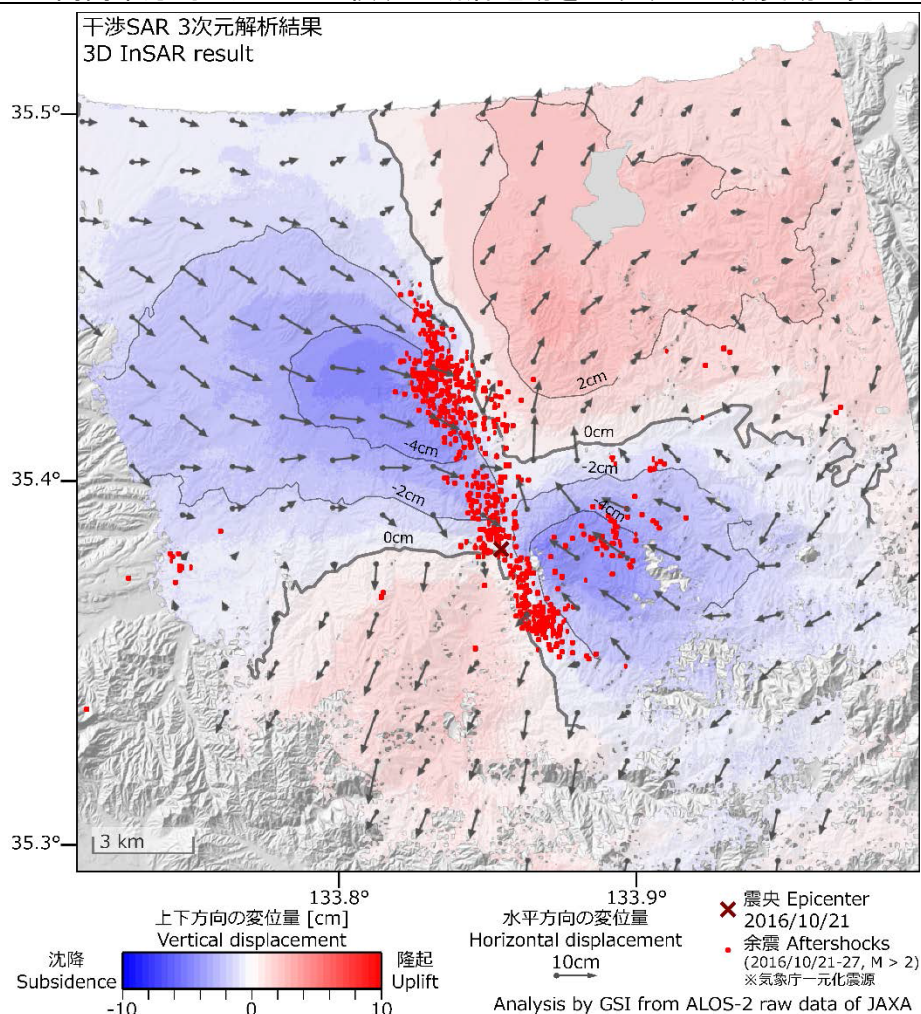 干渉SAR 3次元解析結果
3D InSAR result
35.5°
2cm
0cm
-4cm
-2cm
35.4°
-2cm
-4cm
0cm
35.3°
3 km
133.8°
133.9°
上下方向の変位量 [cm]
Vertical displacement
沈降
Subsidence
隆起
Uplift
-10
0
10
水平方向の変位量
Horizontal displacement
10cm
震央 Epicenter
2016/10/21
余震 Aftershocks
(2016/10/21-27, M > 2)
※気象庁一元化震源
Analysis by GSI from ALOS-2 raw data of JAXA